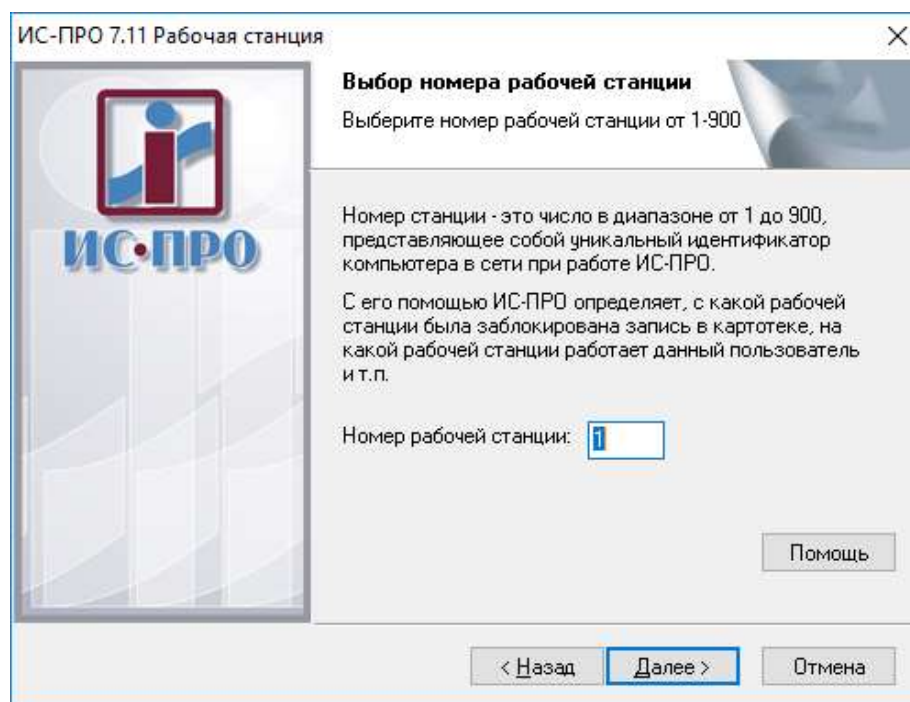 ИС-ПРО 7.11 Рабочая станция
Выбор номера рабочей станции
Выберите номер рабочей станции от 1-900
ИС•ПРО
Номер станции - это число в диапазоне от 1 до 900,
представляющее собой уникальный идентификатор
компьютера в сети при работе ИС-ПРО.
С его помощью ИС-ПРО определяет, с какой рабочей
станции была заблокирована запись в картотеке, на
какой рабочей станции работает данный пользователь
и т.п.
Номер рабочей станции: 1
Помощь
< Назад Далее > Отмена